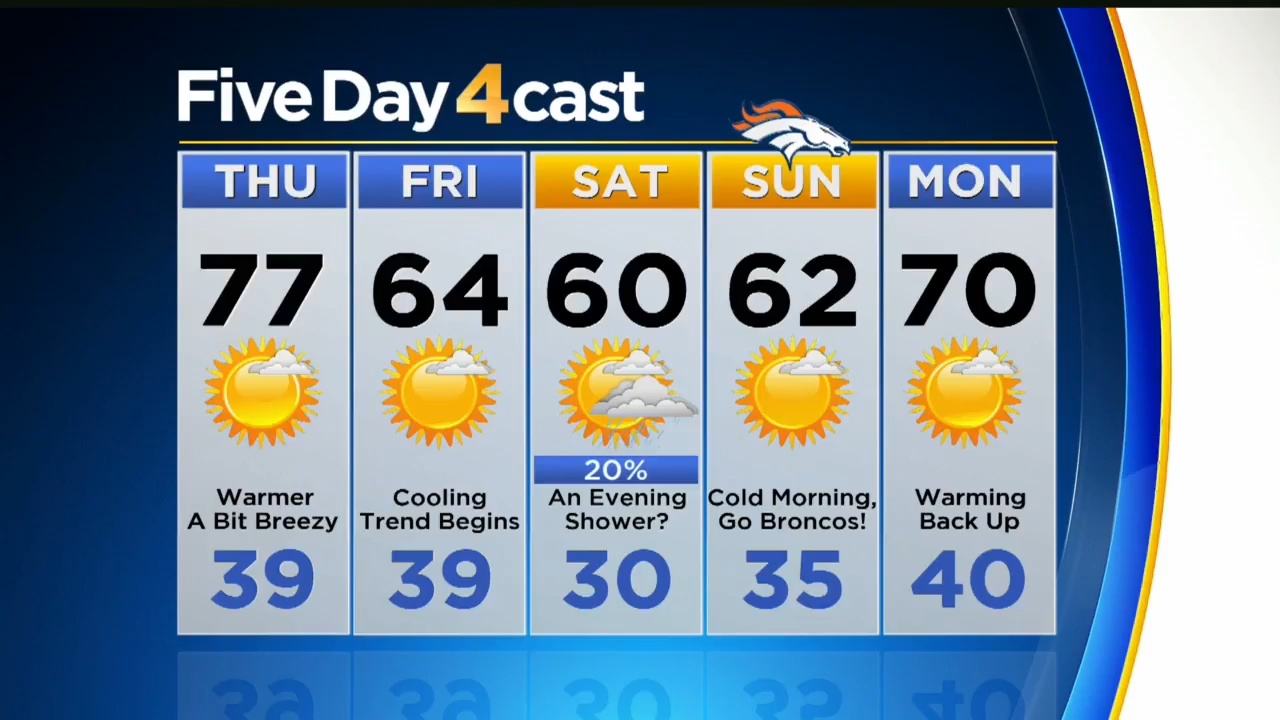 Five Day 4cast
THU FRI SAT SUN MON
77 64 60 62 70
20%
Warmer
A Bit Breezy
Cooling
Trend Begins
An Evening
Shower?
Cold Morning,
Go Broncos!
Warming
Back Up
39 39 30 35 40